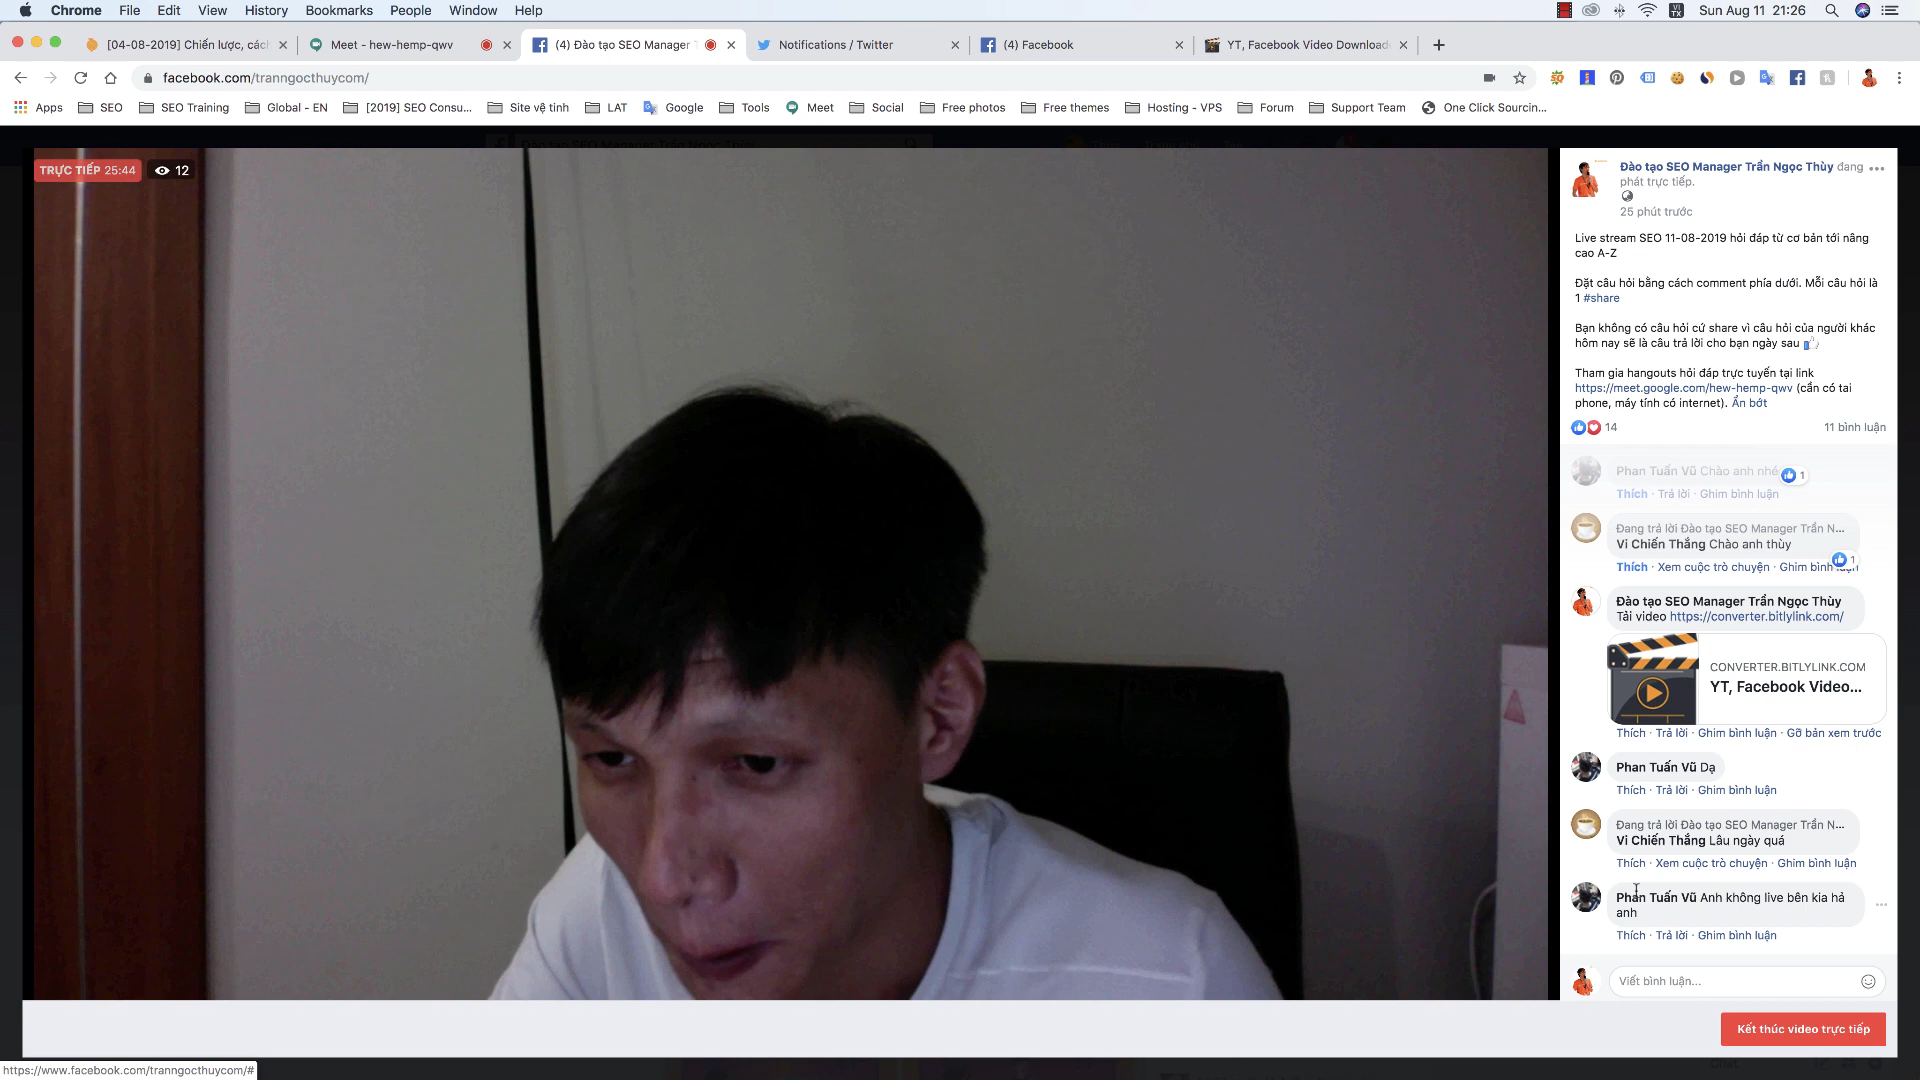 Chrome File Edit View History Bookmarks People Window Help
Sun Aug 11 21:26
[04-08-2019] Chiến lược, các
Meet - hew-hemp-qwv
(4) Đào tạo SEO Manager
Notifications / Twitter
(4) Facebook
YT, Facebook Video Download
facebook.com/tranngocthuycom/
Apps SEO SEO Training Global - EN [2019] SEO Consu... Site vệ tinh LAT Google Tools Meet Social Free photos Free themes Hosting - VPS Forum Support Team One Click Sourcin...
TRỰC TIẾP 25:44 12
Đào tạo SEO Manager Trần Ngọc Thùy đang
phát trực tiếp.
25 phút trước
Live stream SEO 11-08-2019 hỏi đáp từ cơ bản tới nâng
cao A-Z
Đặt câu hỏi bằng cách comment phía dưới. Mỗi câu hỏi là
1 #share
Bạn không có câu hỏi cứ share vì câu hỏi của người khác
hôm nay sẽ là câu trả lời cho bạn ngày sau
Tham gia hangouts hỏi đáp trực tuyến tại link
https://meet.google.com/hew-hemp-qwv (cần có tai
phone, máy tính có internet). Ẩn bớt
14 11 bình luận
Phan Tuấn Vũ Chào anh nhé 1
Thích · Trả lời · Ghim bình luận
Đang trả lời Đào tạo SEO Manager Trần N...
Vi Chiến Thắng Chào anh thùy
1
Thích · Xem cuộc trò chuyện · Ghim bình luận
Đào tạo SEO Manager Trần Ngọc Thùy
Tải video https://converter.bitlylink.com/
CONVERTER.BITLYLINK.COM
YT, Facebook Video...
Thích · Trả lời · Ghim bình luận · Gỡ bản xem trước
Phan Tuấn Vũ Dạ
Thích · Trả lời · Ghim bình luận
Đang trả lời Đào tạo SEO Manager Trần N...
Vi Chiến Thắng Lâu ngày quá
Thích · Xem cuộc trò chuyện · Ghim bình luận
Phan Tuấn Vũ Anh không live bên kia hả
anh
Thích · Trả lời · Ghim bình luận
Viết bình luận...
Kết thúc video trực tiếp
https://www.facebook.com/tranngocthuycom/#